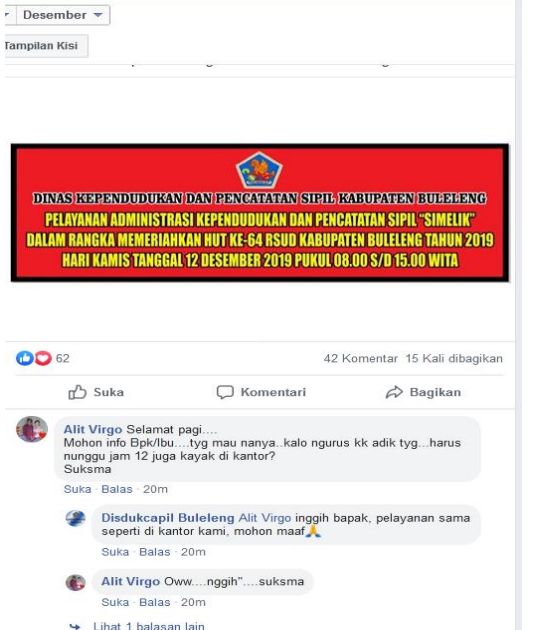 Desember
Tampilan Kisi
DINAS KEPENDUDUKAN DAN PENCATATAN SIPIL KABUPATEN BULELENG
PELAYANAN ADMINISTRASI KEPENDUDUKAN DAN PENCATATAN SIPIL "SIMELIK"
DALAM RANGKA MEMERIAHKAN HUT KE-64 RSUD KABUPATEN BULELENG TAHUN 2019
HARI KAMIS TANGGAL 12 DESEMBER 2019 PUKUL 08.00 S/D 15.00 WITA
62
42 Komentar 15 Kali dibagikan
Suka Komentari Bagikan
Alit Virgo Selamat pagi....
Mohon info Bpk/Ibu....tyg mau nanya..kalo ngurus kk adik tyg...harus
nunggu jam 12 juga kayak di kantor?
Suksma
Suka · Balas · 20m
Disdukcapil Buleleng Alit Virgo inggih bapak, pelayanan sama
seperti di kantor kami, mohon maaf🙏
Suka · Balas · 20m
Alit Virgo Oww....nggih"....suksma
Suka · Balas · 20m
Lihat 1 balasan lain